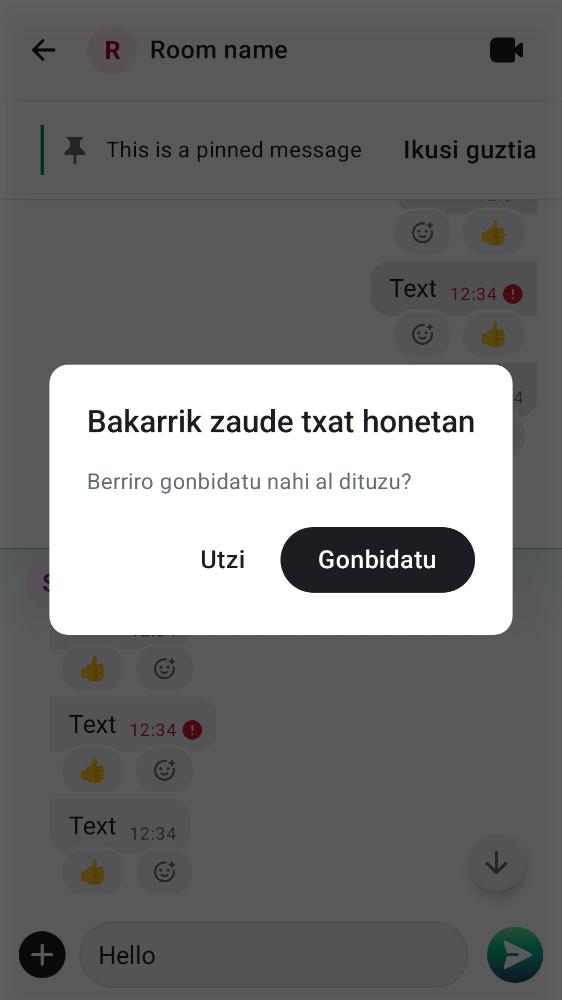 R Room name
This is a pinned message Ikusi guztia
Text 12:34
Bakarrik zaude txat honetan
Berriro gonbidatu nahi al dituzu?
Utzi Gonbidatu
Text 12:34
Text 12:34
Hello